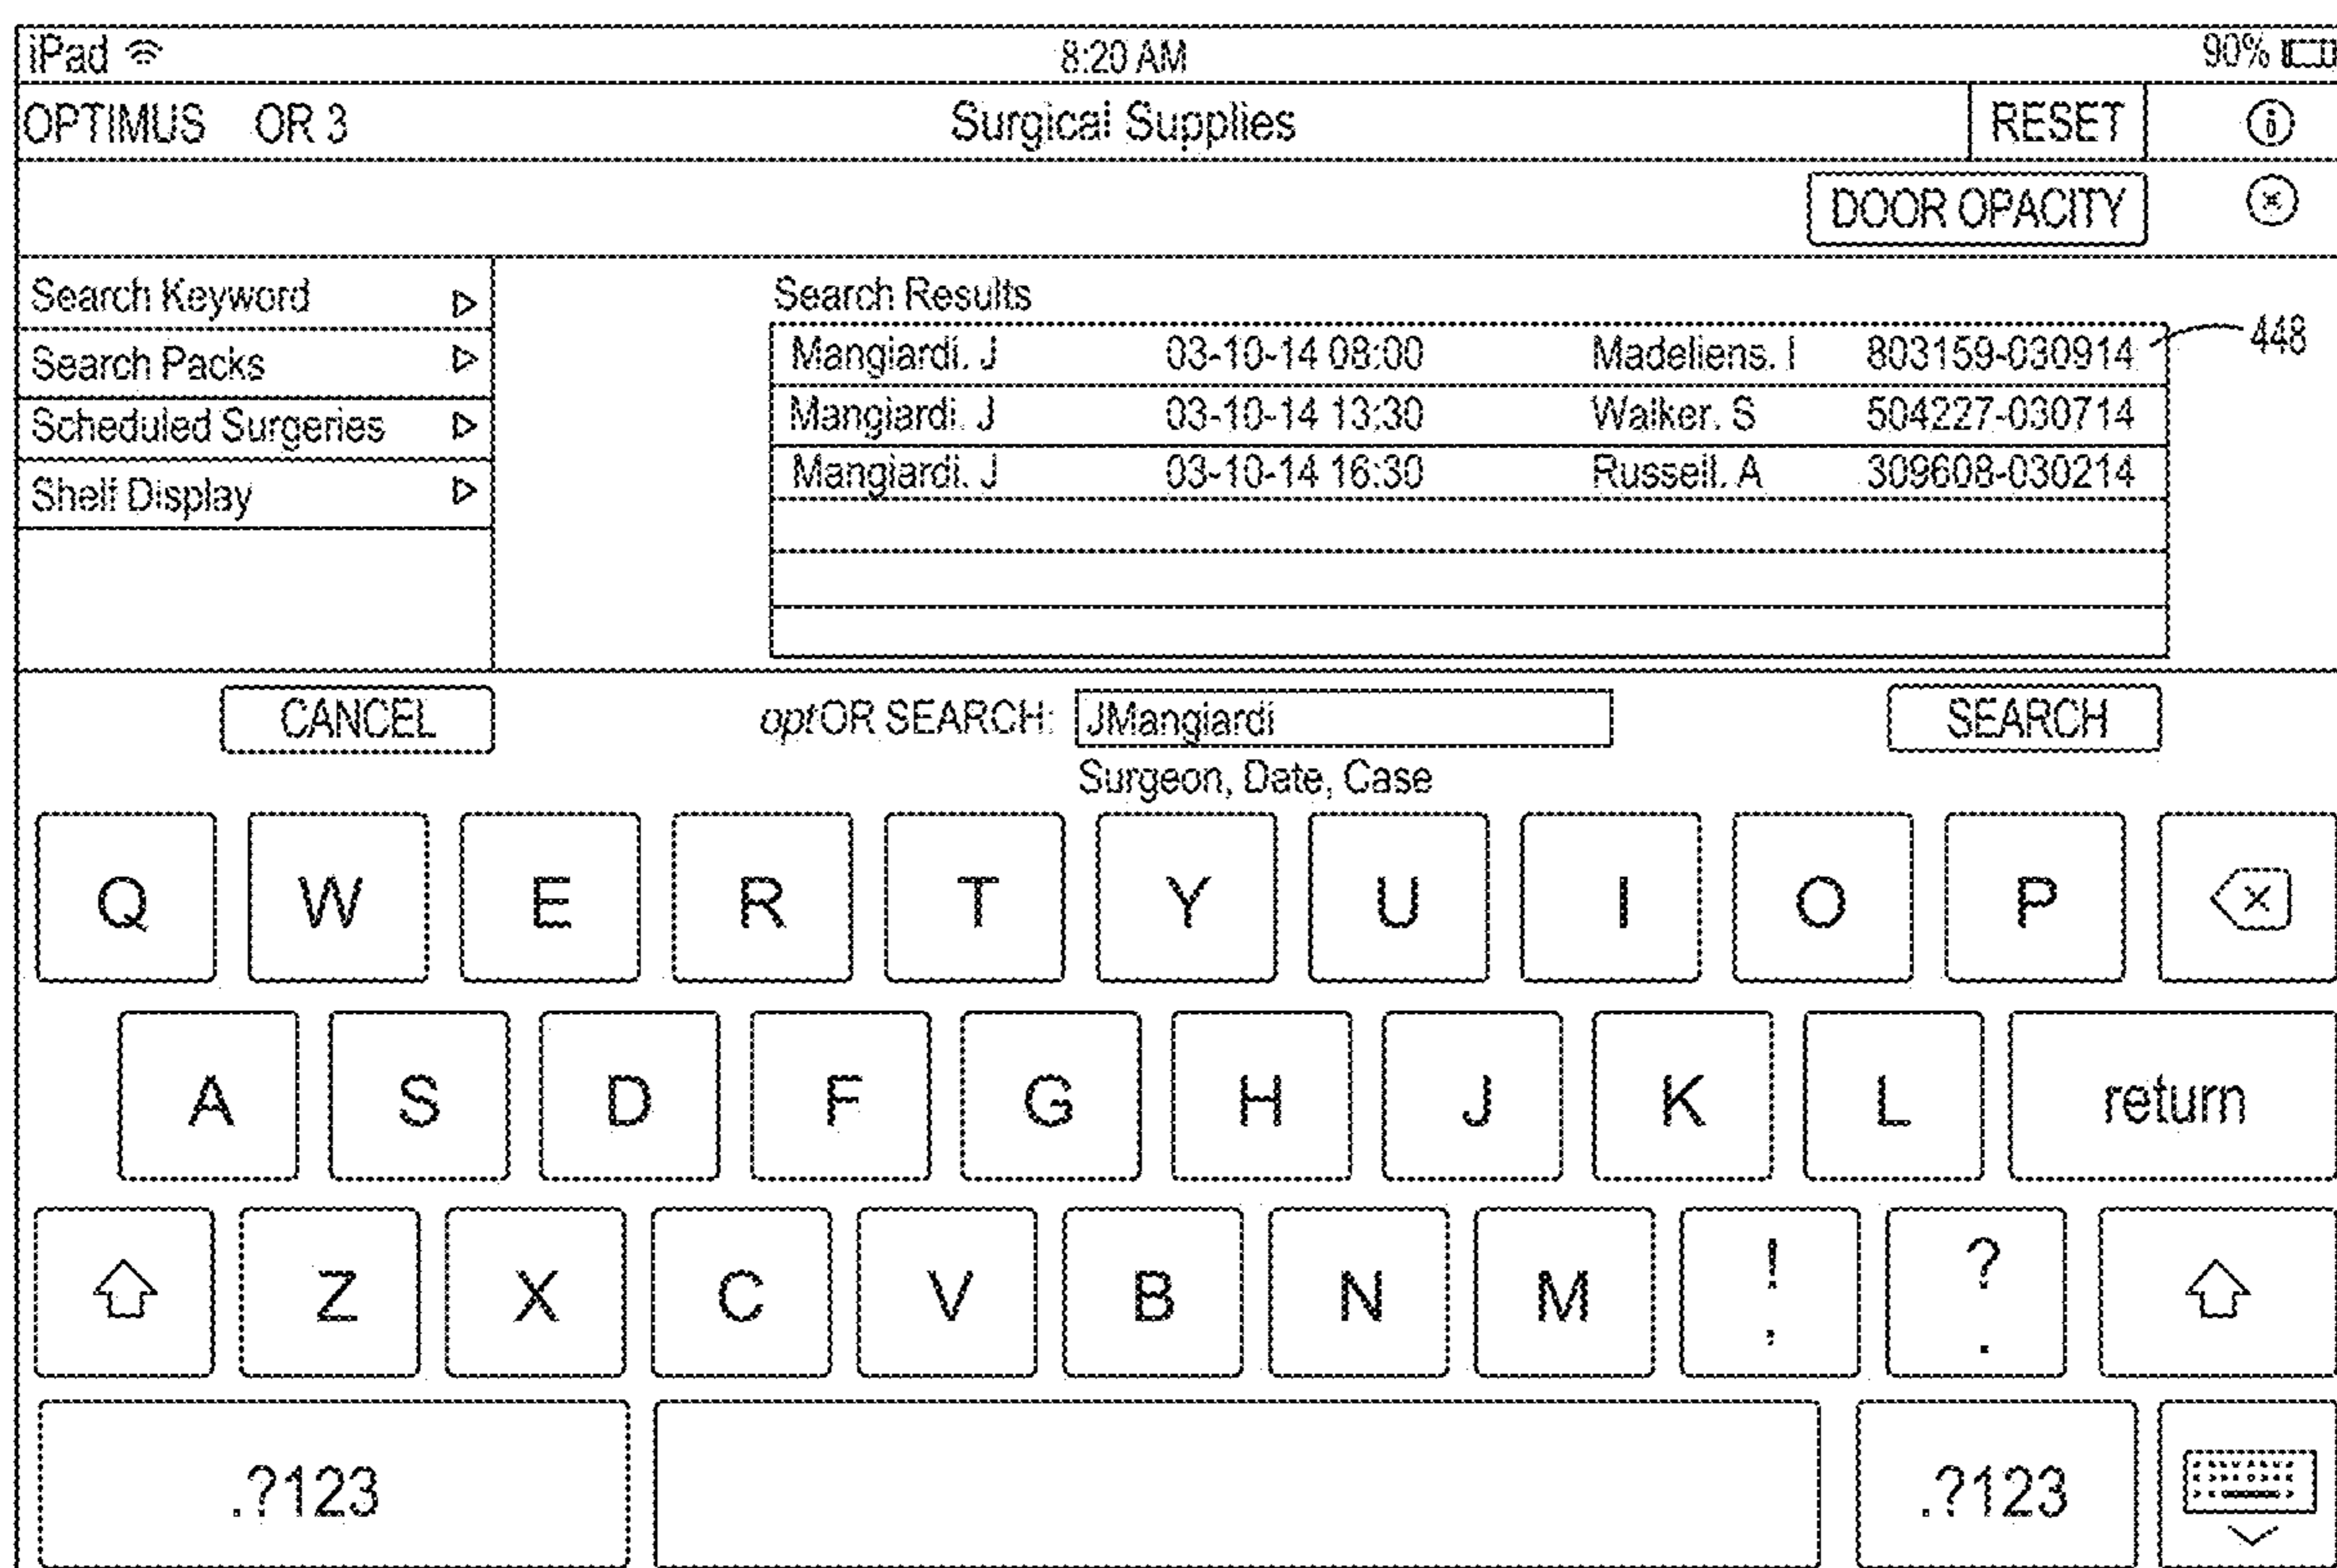 iPad 8:20 AM 90%
OPTIMUS OR 3 Surgical Supplies RESET i
DOOR OPACITY
Search Keyword
Search Packs
Scheduled Surgeries
Shelf Display
Search Results
Mangiardi. J 03-10-14 08:00 Madeliens. I 803159-030914 448
Mangiardi. J 03-10-14 13:30 Walker. S 504227-030714
Mangiardi. J 03-10-14 16:30 Russell. A 309608-030214
CANCEL optOR SEARCH: JMangiardi SEARCH
Surgeon, Date, Case
Q W E R T Y U I O P
A S D F G H J K L return
Z X C V B N M ! , ? .
.?123 .?123